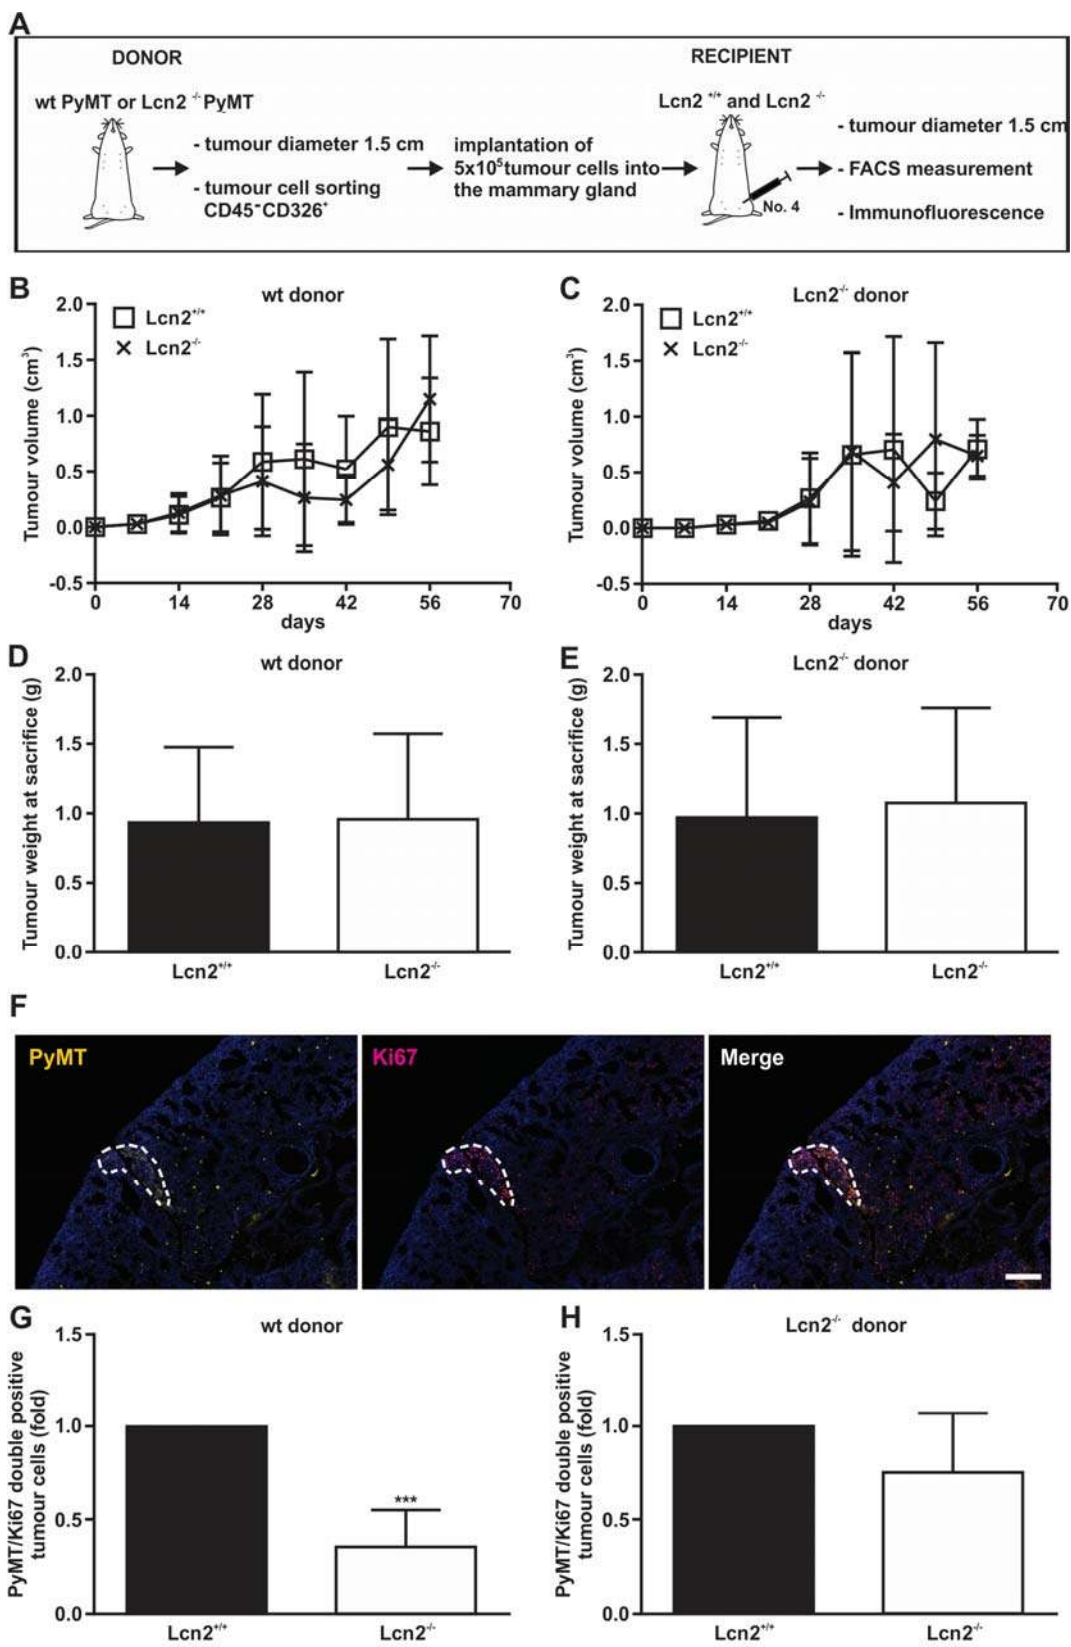 A
DONOR
RECIPIENT
wt PyMT or Lcn2 -/- PyMT
Lcn2 +/+ and Lcn2 -/-
- tumour diameter 1.5 cm
- tumour cell sorting
CD45-CD326+
implantation of
5x10⁵ tumour cells into
the mammary gland
No. 4
- tumour diameter 1.5 cm
- FACS measurement
- Immunofluorescence
B
wt donor
Tumour volume (cm³)
Lcn2+/+
Lcn2-/-
2.0
1.5
1.0
0.5
0.0
-0.5
0 14 28 42 56 70
days
C
Lcn2-/- donor
Tumour volume (cm³)
Lcn2+/+
Lcn2-/-
2.0
1.5
1.0
0.5
0.0
-0.5
0 14 28 42 56 70
days
D
wt donor
Tumour weight at sacrifice (g)
2.0
1.5
1.0
0.5
0.0
Lcn2+/+ Lcn2-/-
E
Lcn2-/- donor
Tumour weight at sacrifice (g)
2.0
1.5
1.0
0.5
0.0
Lcn2+/+ Lcn2-/-
F
PyMT
Ki67
Merge
G
wt donor
PyMT/Ki67 double positive
tumour cells (fold)
1.5
1.0
0.5
0.0
***
Lcn2+/+ Lcn2-/-
H
Lcn2-/- donor
PyMT/Ki67 double positive
tumour cells (fold)
1.5
1.0
0.5
0.0
Lcn2+/+ Lcn2-/-